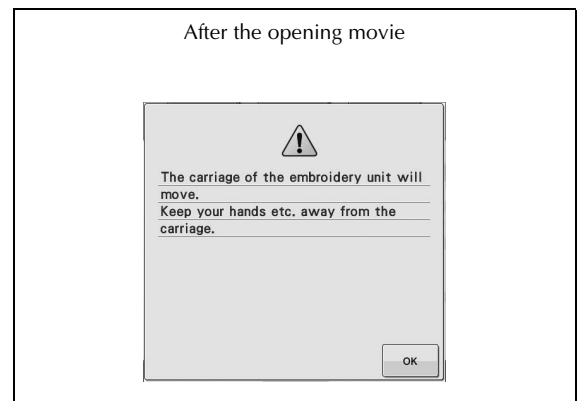 After the opening movie
The carriage of the embroidery unit will
move.
Keep your hands etc. away from the
carriage.
OK